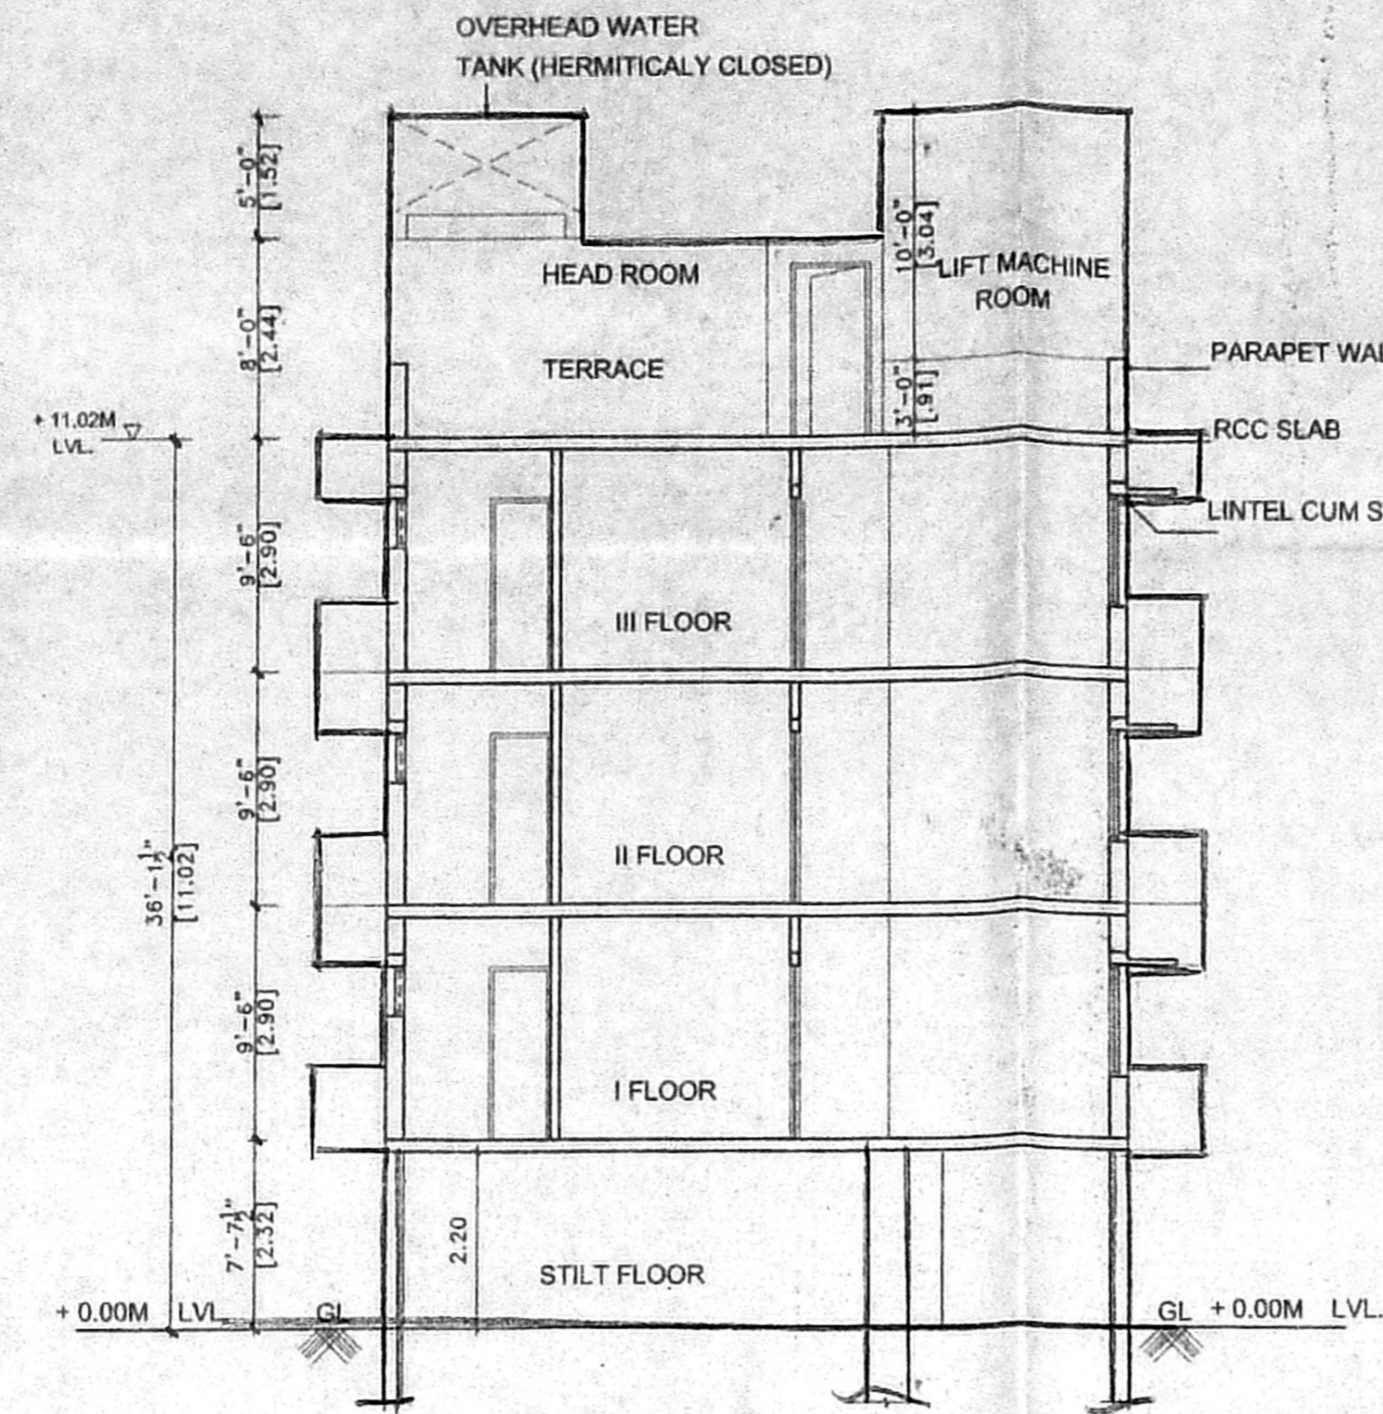 OVERHEAD WATER
TANK (HERMITICALY CLOSED)
5'-0"
[1.52]
HEAD ROOM
10'-0"
[3.04]
LIFT MACHINE
ROOM
8'-0"
[2.44]
TERRACE
3'-0"
[.91]
PARAPET WAL
+ 11.02M
LVL.
RCC SLAB
LINTEL CUM S
9'-6"
[2.90]
III FLOOR
9'-6"
[2.90]
II FLOOR
36'-1½"
[11.02]
9'-6"
[2.90]
I FLOOR
7'-7½"
[2.32]
2.20
STILT FLOOR
+ 0.00M LVL
GL
GL + 0.00M LVL.